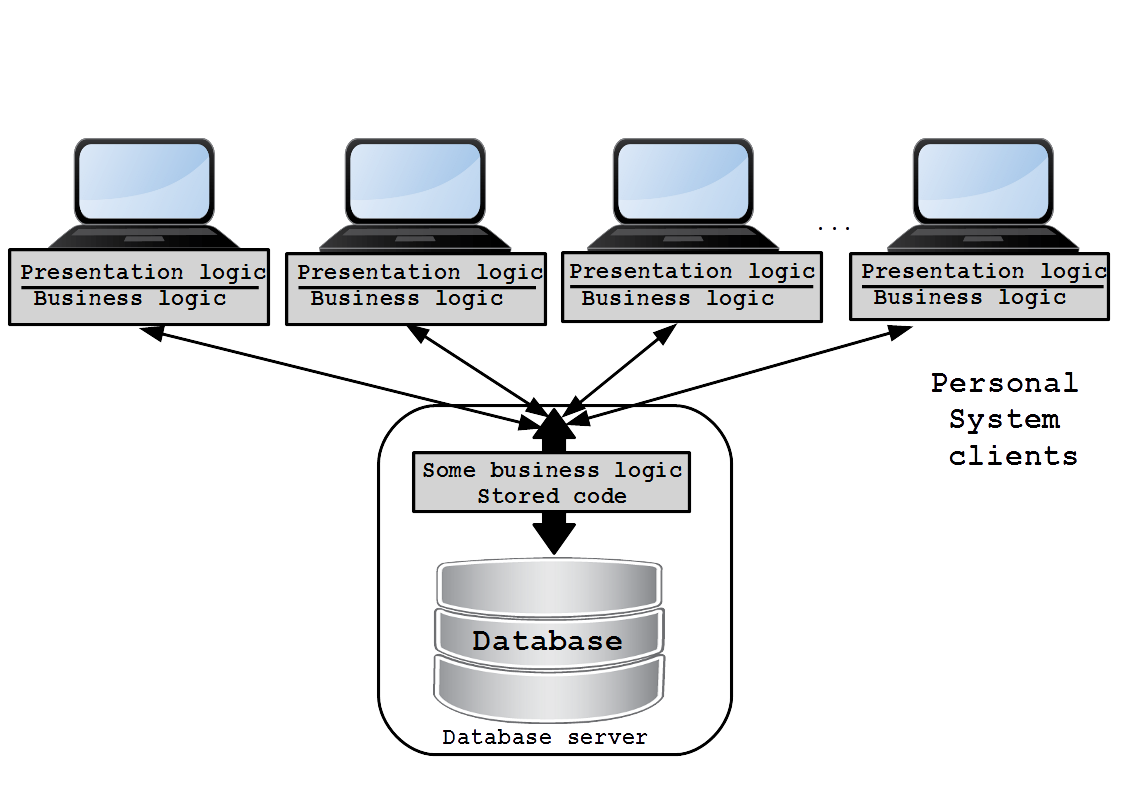 ...
Presentation logic
Business logic
Presentation logic
Business logic
Presentation logic
Business logic
Presentation logic
Business logic
Personal
System
clients
Some business logic
Stored code
Database
Database server